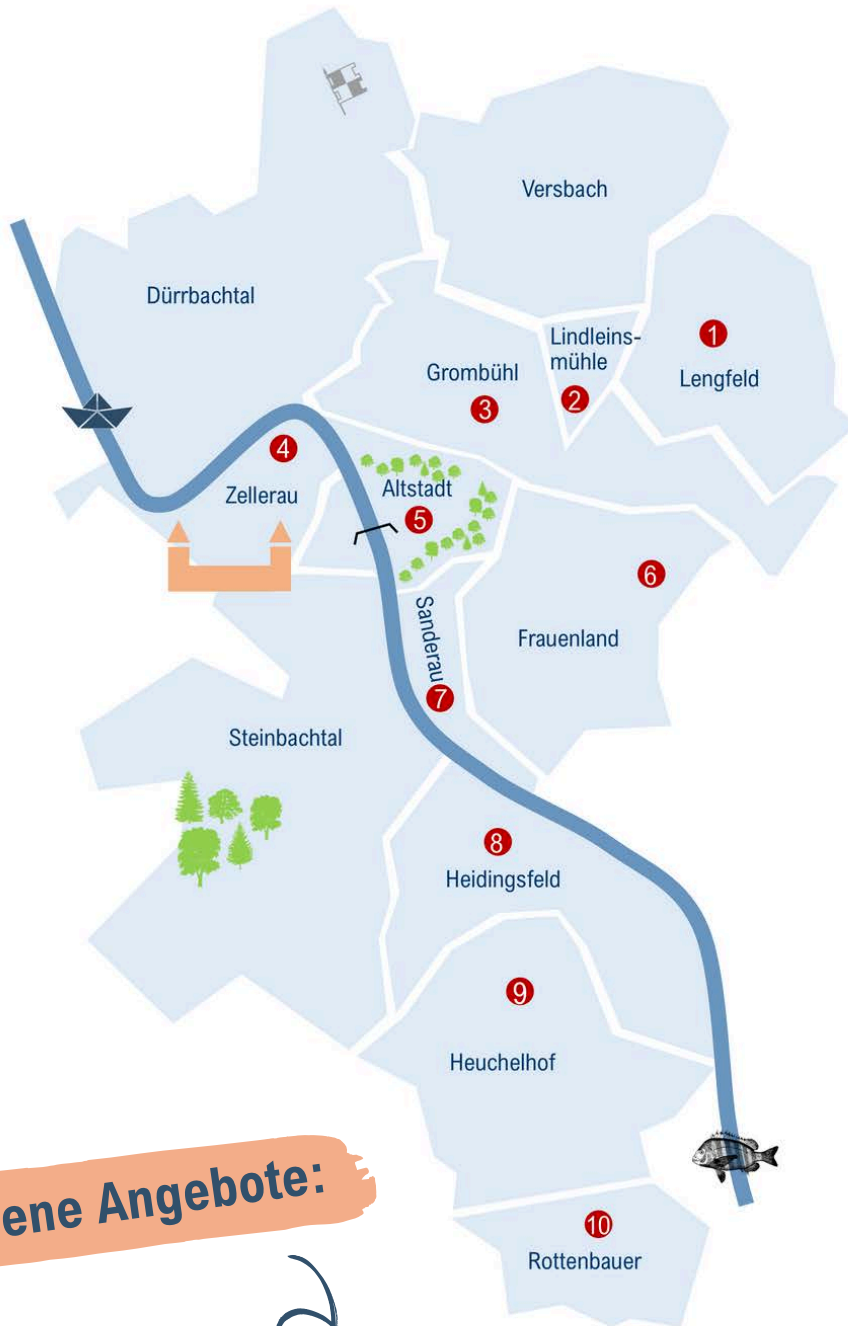 Versbach
Dürrbachtal
Lindleins-
mühle
1
Lengfeld
Grombühl
2
3
4
Zellerau
Altstadt
5
6
Sanderau
Frauenland
7
Steinbachtal
8
Heidingsfeld
9
Heuchelhof
ene Angebote:
10
Rottenbauer